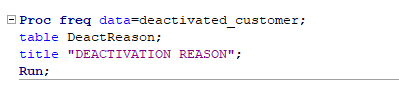 Proc freq data=deactivated_customer;
table DeactReason;
title "DEACTIVATION REASON";
Run;